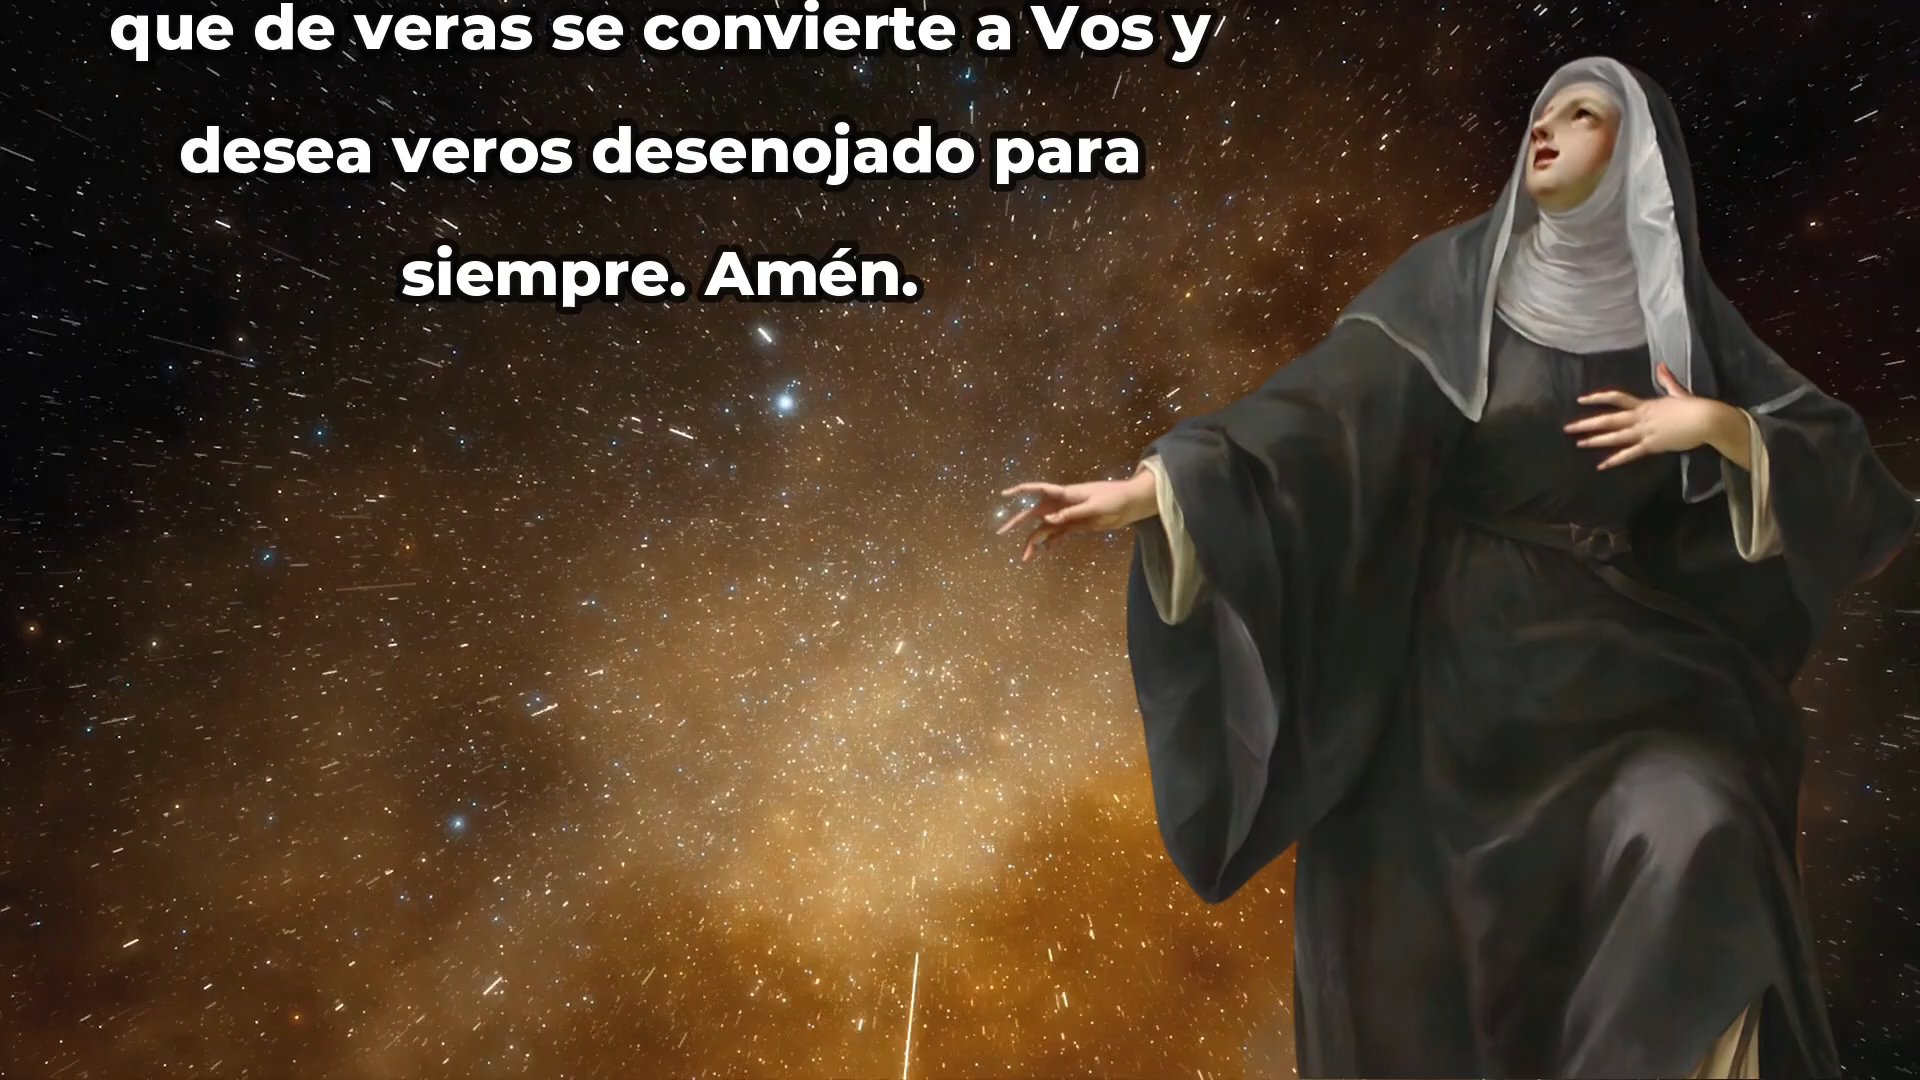 que de veras se convierte a Vos y
desea veros desenojado para
siempre. Amén.